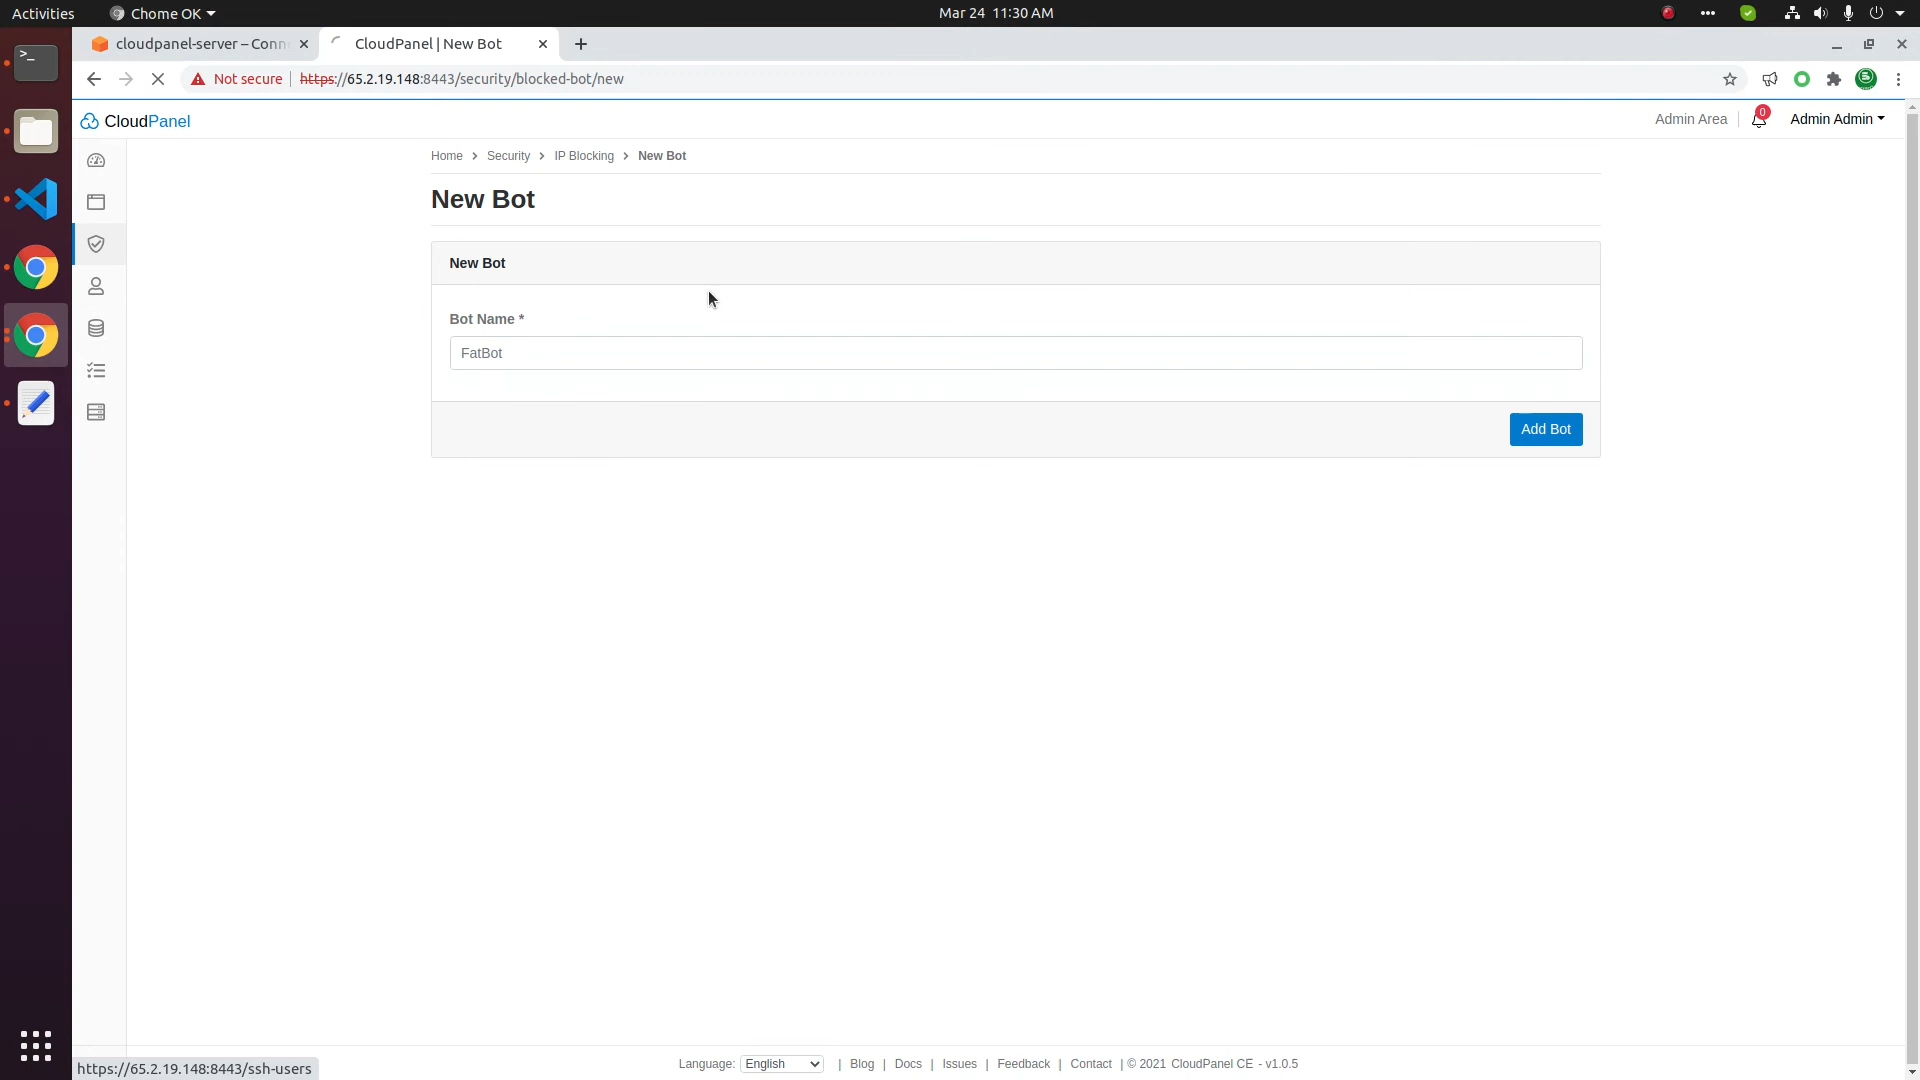 Activities
Chome OK
Mar 24 11:30 AM
cloudpanel-server – Conn
CloudPanel | New Bot
Not secure
https://65.2.19.148:8443/security/blocked-bot/new
CloudPanel
Admin Area
0
Admin Admin
Home
Security
IP Blocking
New Bot
New Bot
New Bot
Bot Name *
FatBot
Add Bot
Language:
English
| Blog | Docs | Issues | Feedback | Contact | © 2021 CloudPanel CE - v1.0.5
https://65.2.19.148:8443/ssh-users